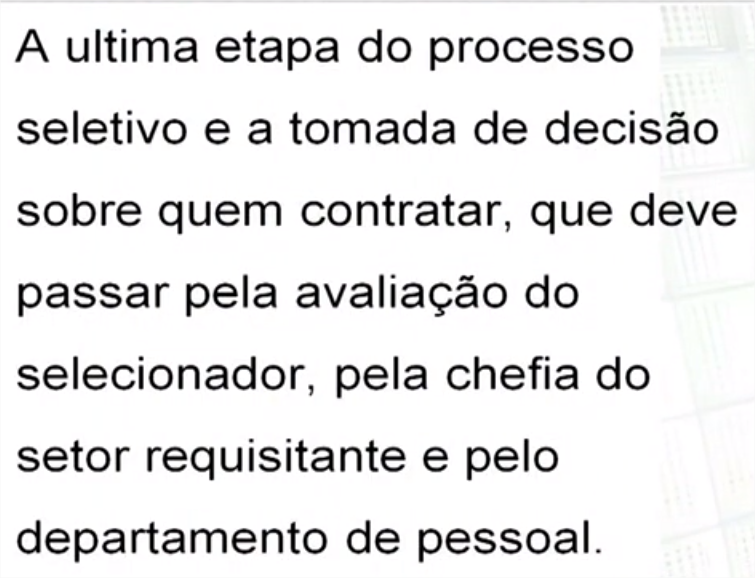 A ultima etapa do processo
seletivo e a tomada de decisão
sobre quem contratar, que deve
passar pela avaliação do
selecionador, pela chefia do
setor requisitante e pelo
departamento de pessoal.